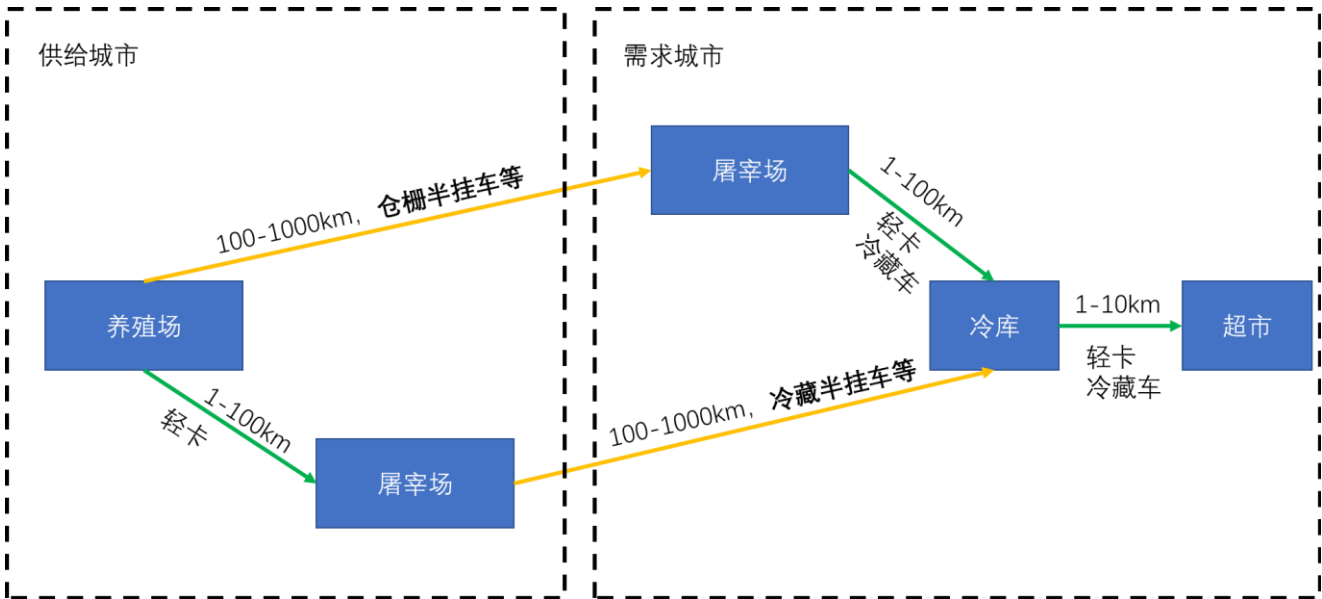 供给城市
需求城市
屠宰场
100-1000km，仓栅半挂车等
1-100km
轻卡
冷藏车
养殖场
冷库
1-10km
轻卡
冷藏车
超市
1-100km
轻卡
100-1000km，冷藏半挂车等
屠宰场